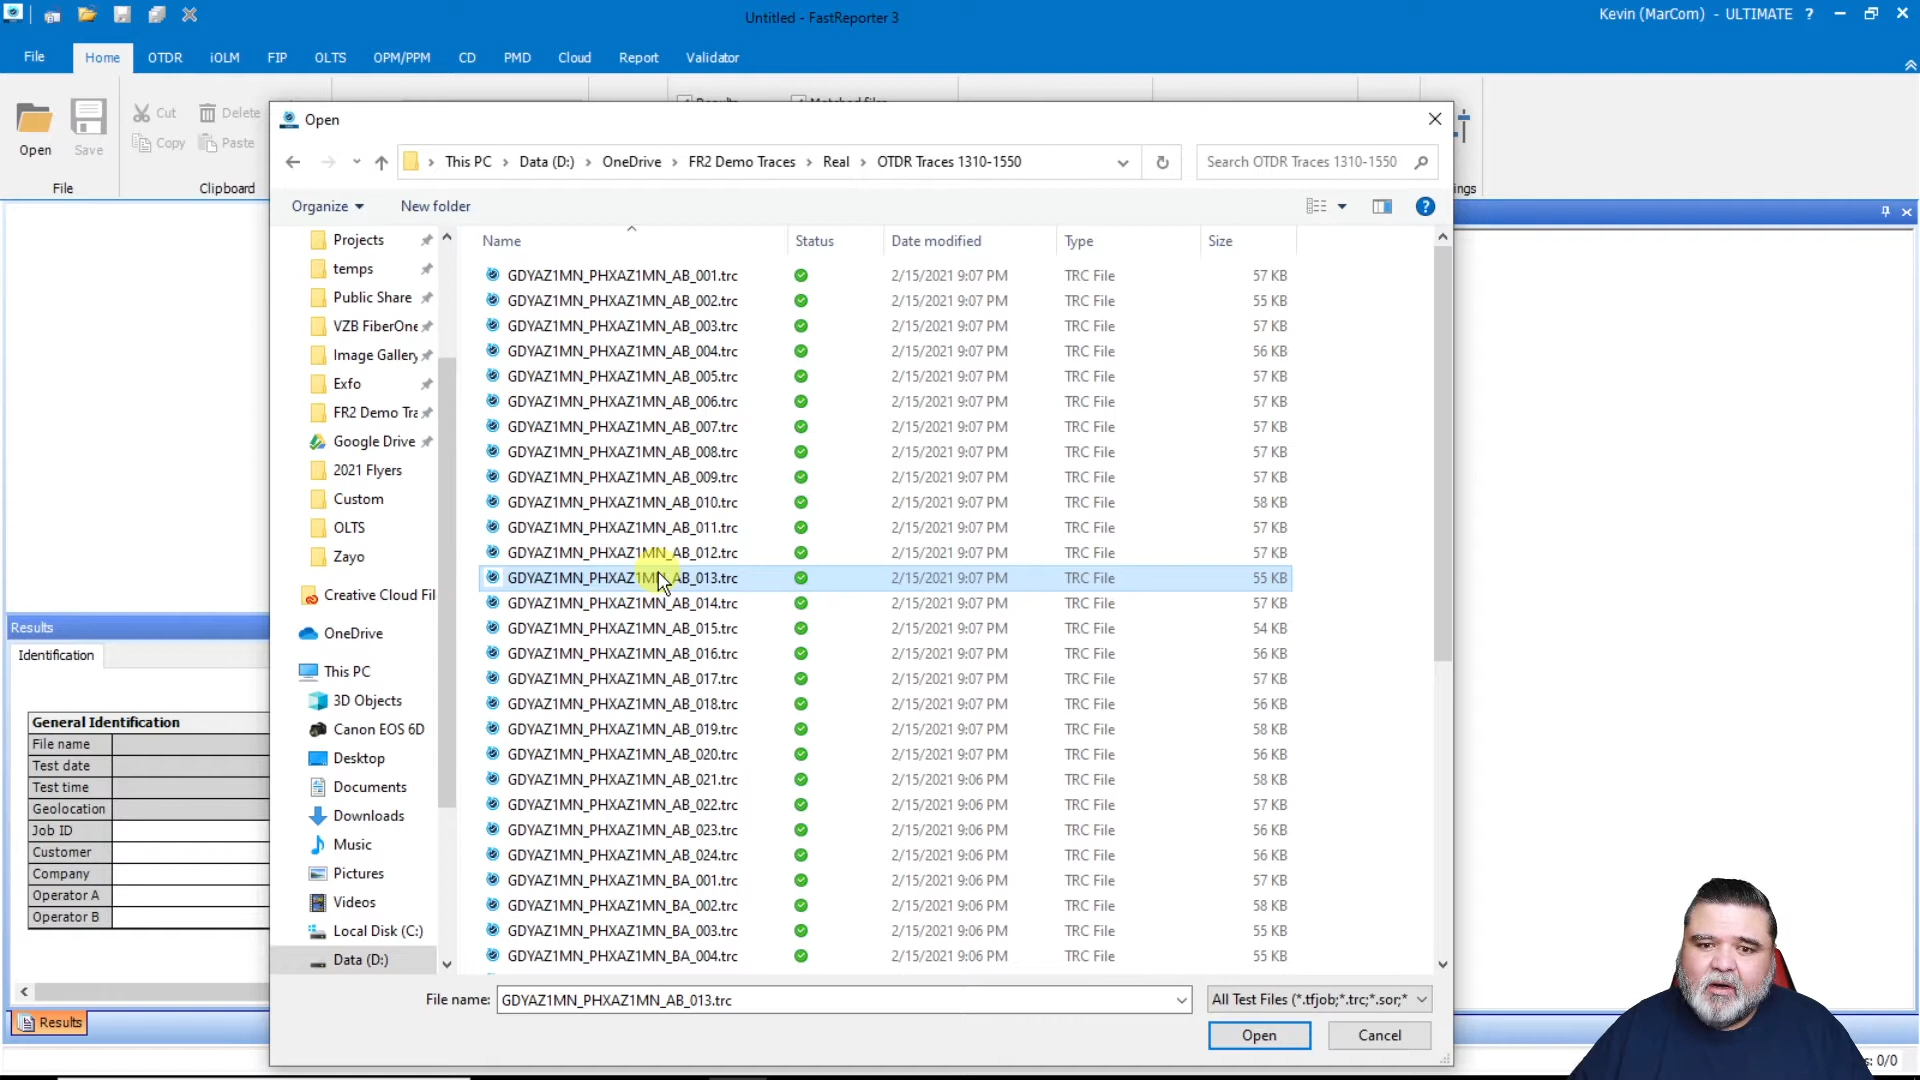 Untitled - FastReporter 3
Kevin (MarCom) - ULTIMATE ?
File Home OTDR iOLM FIP OLTS OPM/PPM CD PMD Cloud Report Validator
Open
Save
Cut
Copy
Delete
Paste
File
Clipboard
Open
This PC > Data (D:) > OneDrive > FR2 Demo Traces > Real > OTDR Traces 1310-1550
Search OTDR Traces 1310-1550
Organize
New folder
Projects
temps
Public Share
VZB FiberOne
Image Gallery
Exfo
FR2 Demo Tra
Google Drive
2021 Flyers
Custom
OLTS
Zayo
Creative Cloud Fil
OneDrive
This PC
3D Objects
Canon EOS 6D
Desktop
Documents
Downloads
Music
Pictures
Videos
Local Disk (C:)
Data (D:)
Name Status Date modified Type Size
GDYAZ1MN_PHXAZ1MN_AB_001.trc 2/15/2021 9:07 PM TRC File 57 KB
GDYAZ1MN_PHXAZ1MN_AB_002.trc 2/15/2021 9:07 PM TRC File 55 KB
GDYAZ1MN_PHXAZ1MN_AB_003.trc 2/15/2021 9:07 PM TRC File 57 KB
GDYAZ1MN_PHXAZ1MN_AB_004.trc 2/15/2021 9:07 PM TRC File 56 KB
GDYAZ1MN_PHXAZ1MN_AB_005.trc 2/15/2021 9:07 PM TRC File 57 KB
GDYAZ1MN_PHXAZ1MN_AB_006.trc 2/15/2021 9:07 PM TRC File 57 KB
GDYAZ1MN_PHXAZ1MN_AB_007.trc 2/15/2021 9:07 PM TRC File 57 KB
GDYAZ1MN_PHXAZ1MN_AB_008.trc 2/15/2021 9:07 PM TRC File 57 KB
GDYAZ1MN_PHXAZ1MN_AB_009.trc 2/15/2021 9:07 PM TRC File 57 KB
GDYAZ1MN_PHXAZ1MN_AB_010.trc 2/15/2021 9:07 PM TRC File 58 KB
GDYAZ1MN_PHXAZ1MN_AB_011.trc 2/15/2021 9:07 PM TRC File 57 KB
GDYAZ1MN_PHXAZ1MN_AB_012.trc 2/15/2021 9:07 PM TRC File 57 KB
GDYAZ1MN_PHXAZ1MN_AB_013.trc 2/15/2021 9:07 PM TRC File 55 KB
GDYAZ1MN_PHXAZ1MN_AB_014.trc 2/15/2021 9:07 PM TRC File 57 KB
GDYAZ1MN_PHXAZ1MN_AB_015.trc 2/15/2021 9:07 PM TRC File 54 KB
GDYAZ1MN_PHXAZ1MN_AB_016.trc 2/15/2021 9:07 PM TRC File 56 KB
GDYAZ1MN_PHXAZ1MN_AB_017.trc 2/15/2021 9:07 PM TRC File 57 KB
GDYAZ1MN_PHXAZ1MN_AB_018.trc 2/15/2021 9:07 PM TRC File 56 KB
GDYAZ1MN_PHXAZ1MN_AB_019.trc 2/15/2021 9:07 PM TRC File 58 KB
GDYAZ1MN_PHXAZ1MN_AB_020.trc 2/15/2021 9:07 PM TRC File 56 KB
GDYAZ1MN_PHXAZ1MN_AB_021.trc 2/15/2021 9:06 PM TRC File 58 KB
GDYAZ1MN_PHXAZ1MN_AB_022.trc 2/15/2021 9:06 PM TRC File 57 KB
GDYAZ1MN_PHXAZ1MN_AB_023.trc 2/15/2021 9:06 PM TRC File 56 KB
GDYAZ1MN_PHXAZ1MN_AB_024.trc 2/15/2021 9:06 PM TRC File 56 KB
GDYAZ1MN_PHXAZ1MN_BA_001.trc 2/15/2021 9:06 PM TRC File 57 KB
GDYAZ1MN_PHXAZ1MN_BA_002.trc 2/15/2021 9:06 PM TRC File 58 KB
GDYAZ1MN_PHXAZ1MN_BA_003.trc 2/15/2021 9:06 PM TRC File 55 KB
GDYAZ1MN_PHXAZ1MN_BA_004.trc 2/15/2021 9:06 PM TRC File 55 KB
File name: GDYAZ1MN_PHXAZ1MN_AB_013.trc
All Test Files (*.tfjob;*.trc;*.sor;*
Open
Cancel
Results
Identification
General Identification
File name
Test date
Test time
Geolocation
Job ID
Customer
Company
Operator A
Operator B
Results
ngs
s: 0/0